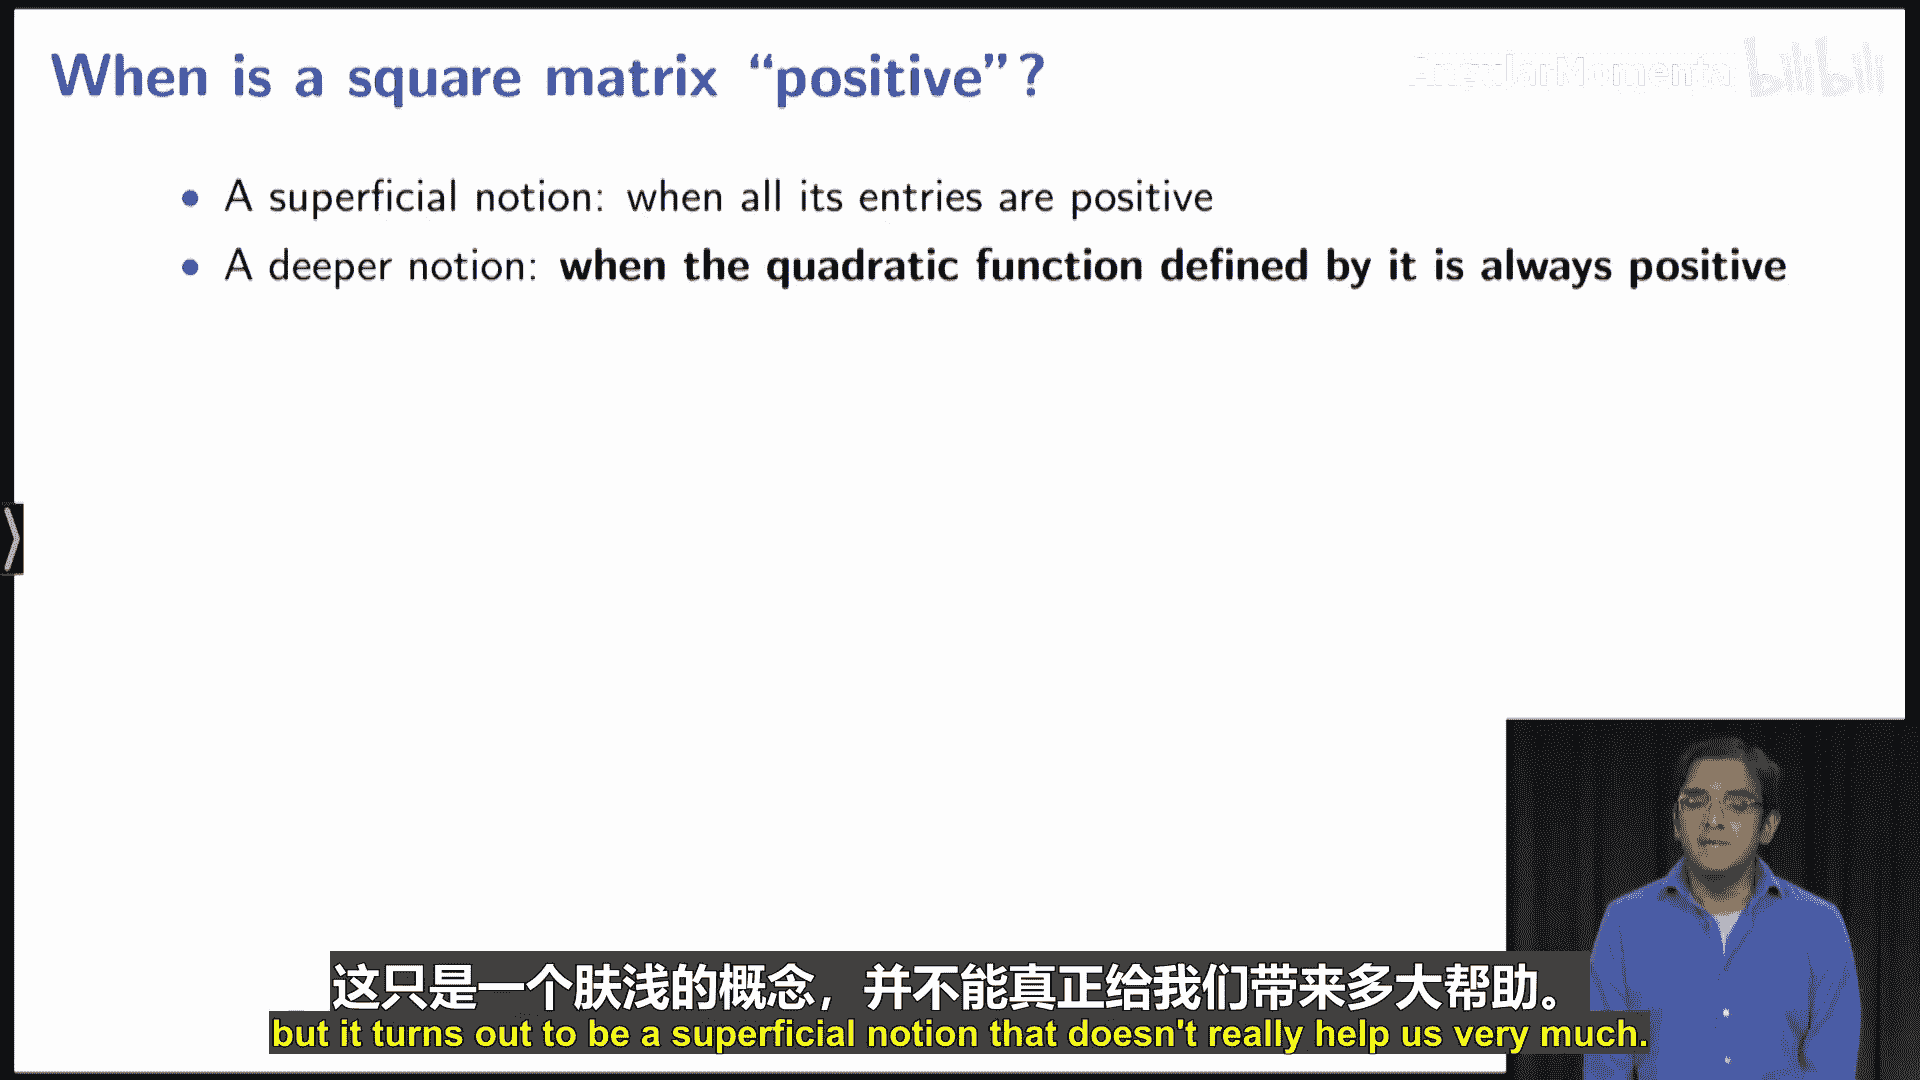 When is a square matrix “positive”?
AngularMomenta bilibili
• A superficial notion: when all its entries are positive
• A deeper notion: when the quadratic function defined by it is always positive
这只是一个肤浅的概念，并不能真正给我们带来多大帮助。
but it turns out to be a superficial notion that doesn't really help us very much.